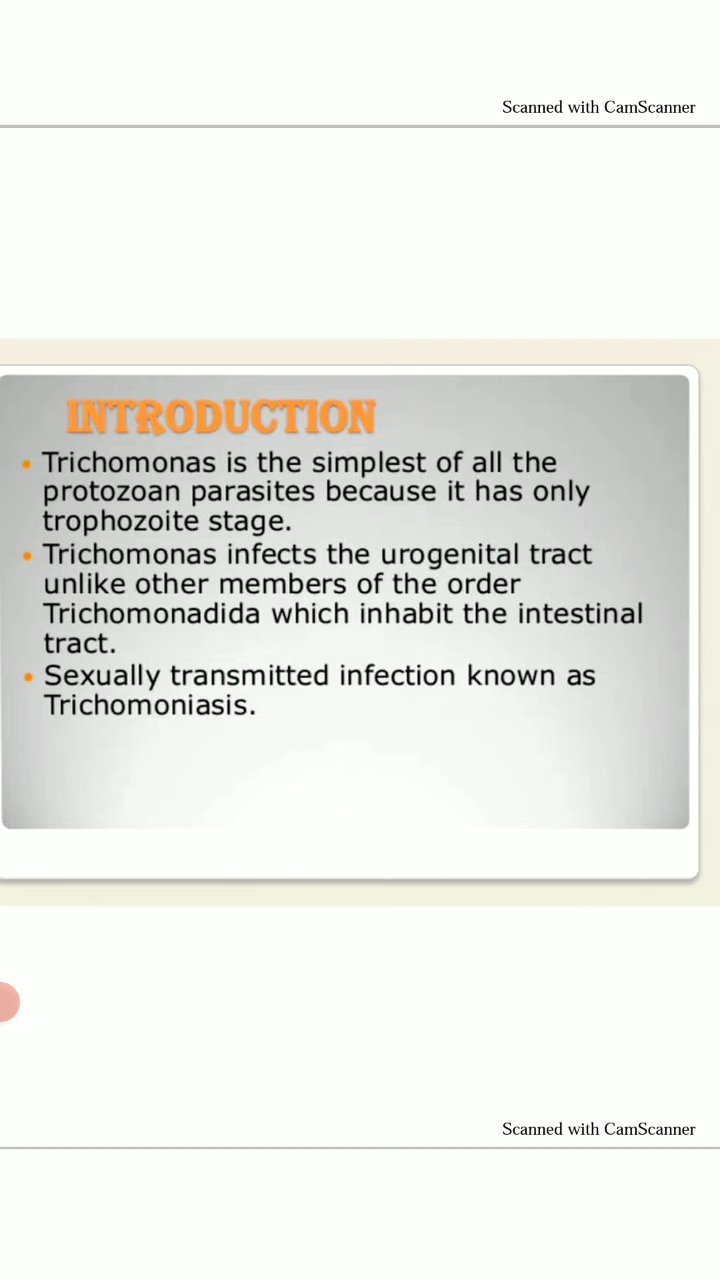 Scanned with CamScanner
INTRODUCTION
• Trichomonas is the simplest of all the
protozoan parasites because it has only
trophozoite stage.
• Trichomonas infects the urogenital tract
unlike other members of the order
Trichomonadida which inhabit the intestinal
tract.
• Sexually transmitted infection known as
Trichomoniasis.
Scanned with CamScanner